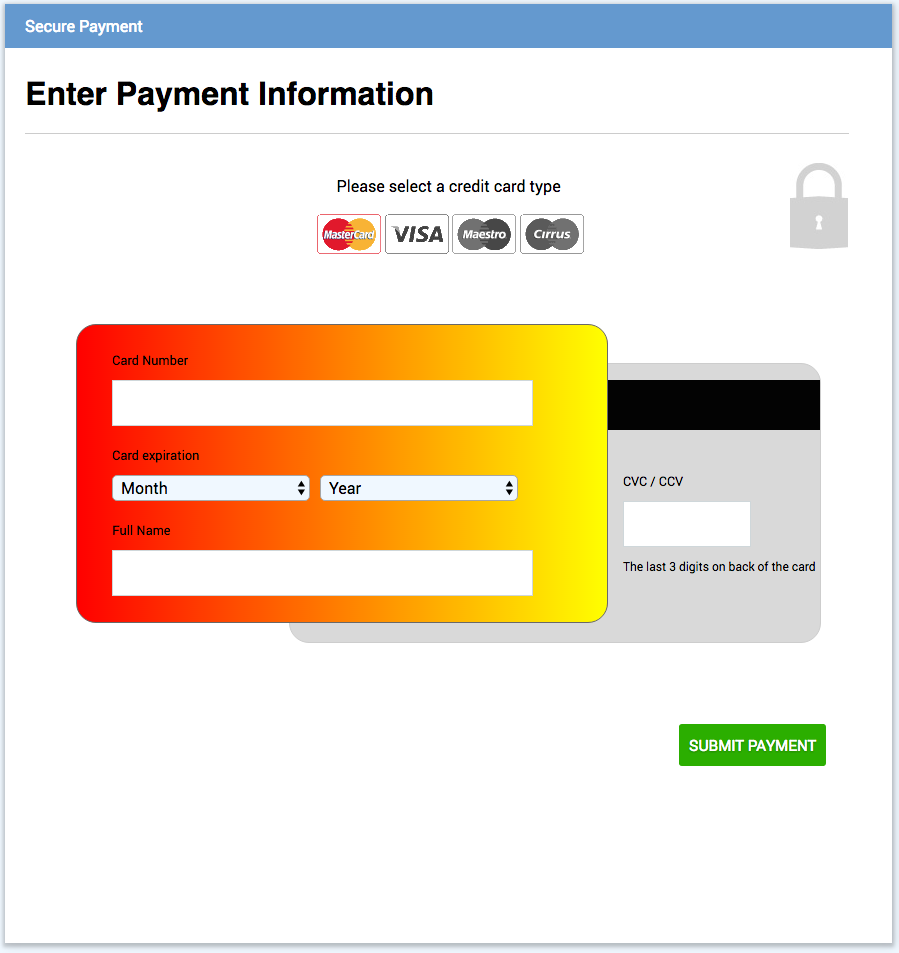 Secure Payment
Enter Payment Information
Please select a credit card type
MasterCard VISA Maestro Cirrus
Card Number
Card expiration
Month Year
CVC / CCV
Full Name
The last 3 digits on back of the card
SUBMIT PAYMENT